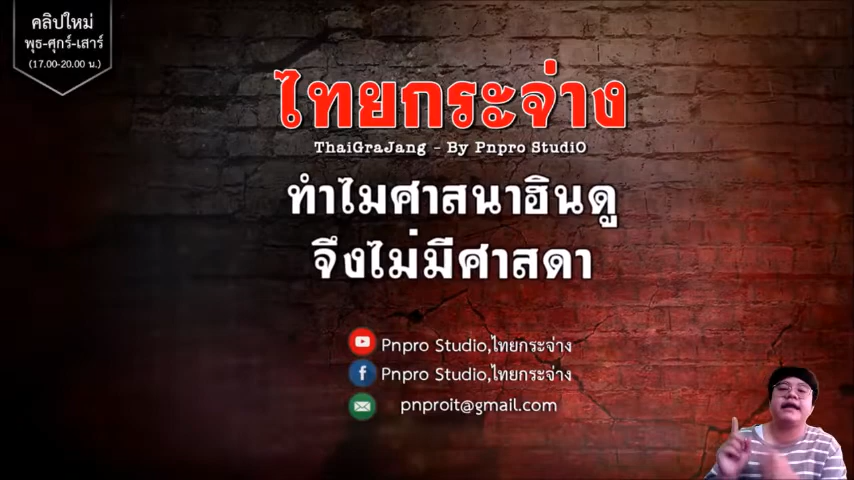 คลิปใหม่
พุธ-ศุกร์-เสาร์
(17.00-20.00 น.)
ไทยกระจ่าง
ThaiGraJang - By Pnpro StudiO
ทำไมศาสนาฮินดู
จึงไม่มีศาสดา
Pnpro Studio,ไทยกระจ่าง
Pnpro Studio,ไทยกระจ่าง
pnproit@gmail.com